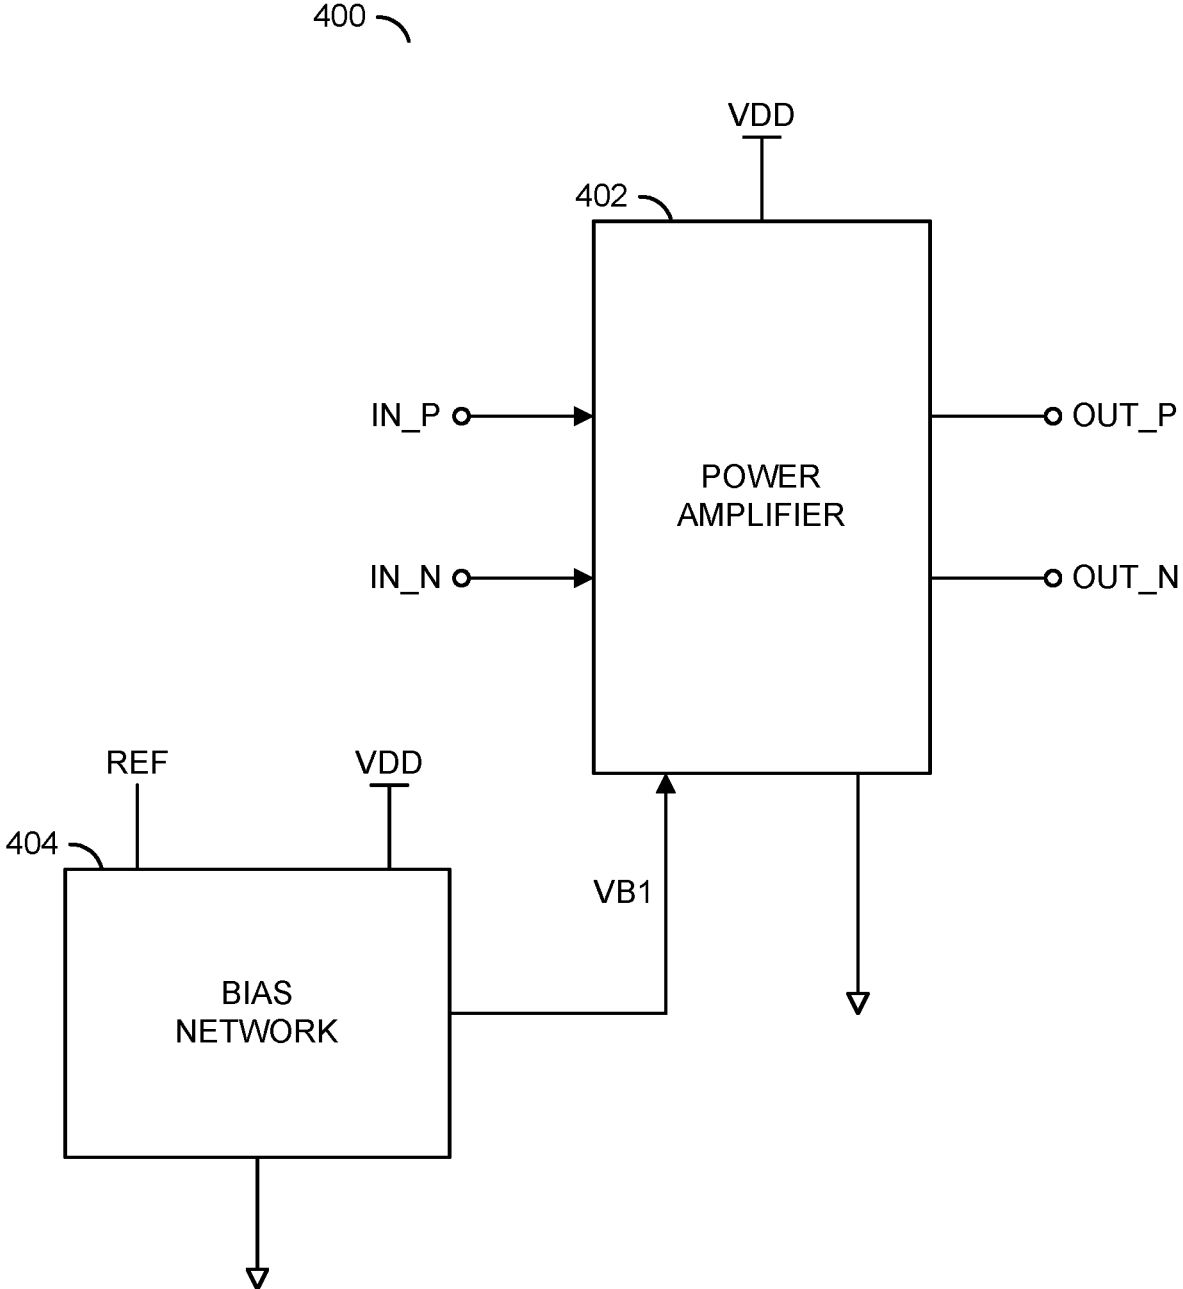 400
VDD
402
IN_P
OUT_P
POWER
AMPLIFIER
IN_N
OUT_N
REF
VDD
404
VB1
BIAS
NETWORK